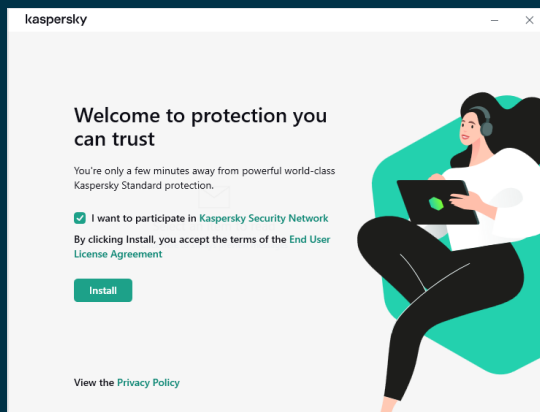 kaspersky
Welcome to protection you
can trust
You're only a few minutes away from powerful world-class
Kaspersky Standard protection.
I want to participate in Kaspersky Security Network
By clicking Install, you accept the terms of the End User
License Agreement
Install
View the Privacy Policy